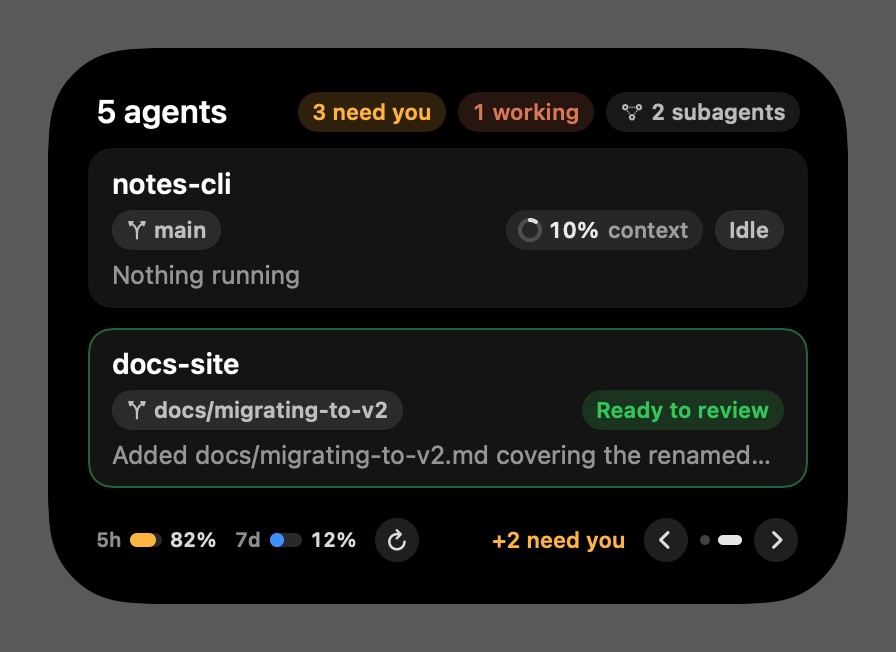 5 agents 3 need you 1 working 2 subagents
notes-cli
main 10% context Idle
Nothing running
docs-site
docs/migrating-to-v2 Ready to review
Added docs/migrating-to-v2.md covering the renamed...
5h 82% 7d 12% +2 need you